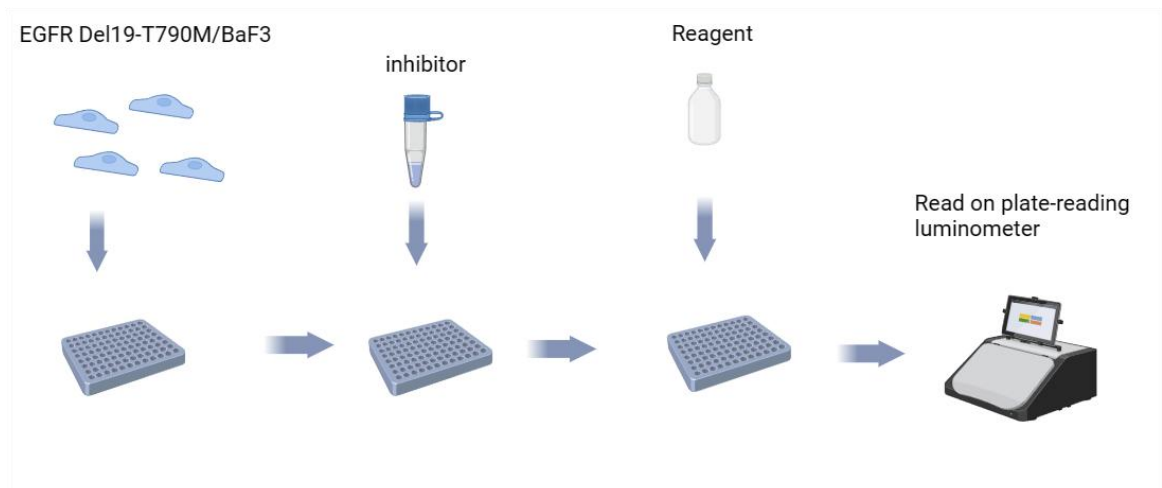 EGFR Del19-T790M/BaF3
inhibitor
Reagent
Read on plate-reading
luminometer